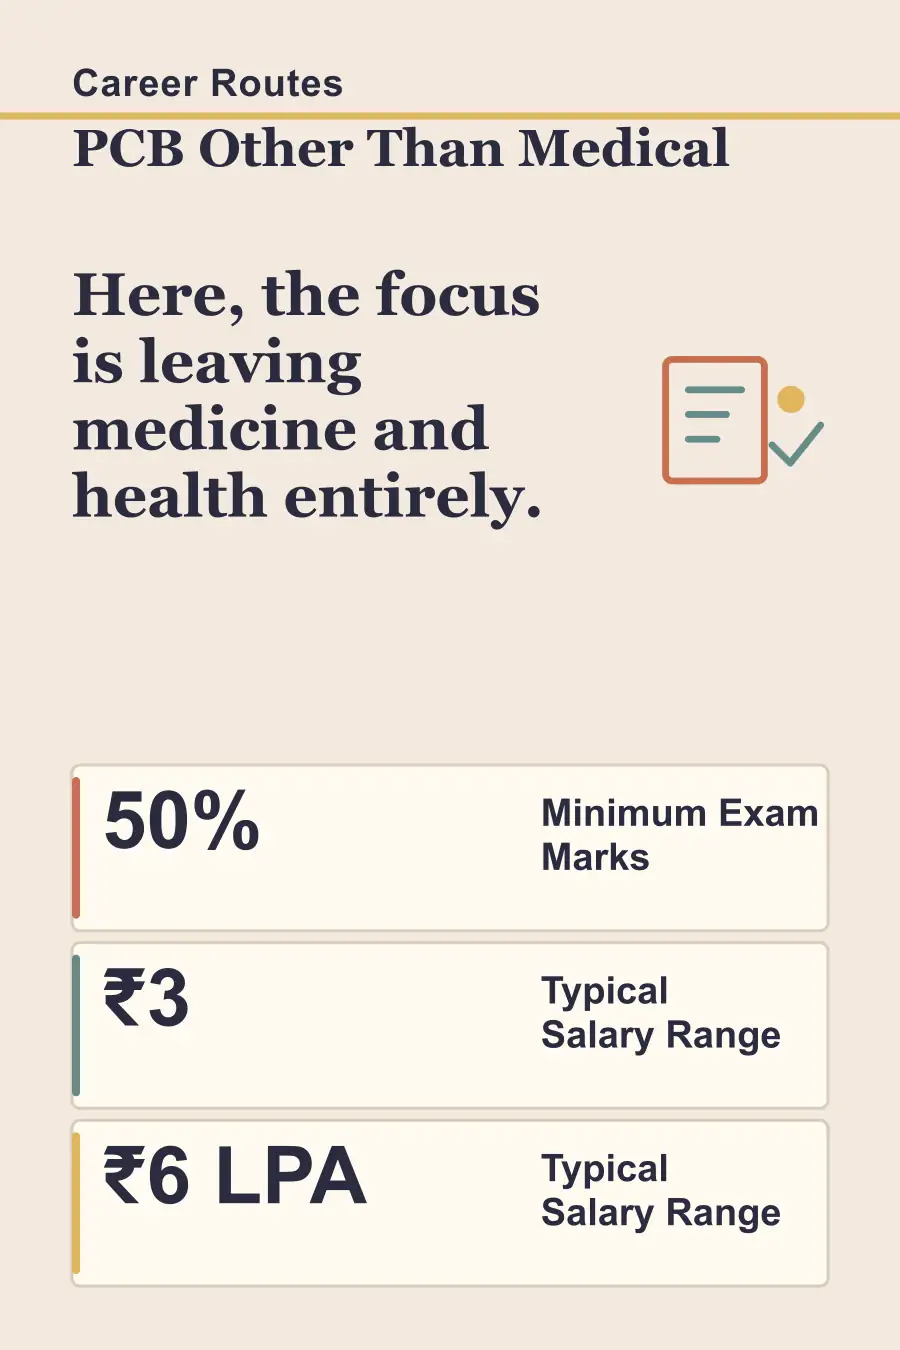 Career Routes
PCB Other Than Medical
Here, the focus
is leaving
medicine and
health entirely.
50%
Minimum Exam
Marks
₹3
Typical
Salary Range
₹6 LPA
Typical
Salary Range